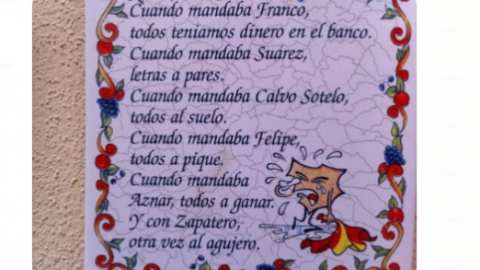 Cuando mandaba Franco,
todos teniamos dinero en el banco.
Cuando mandaba Suárez,
letras a pares.
Cuando mandaba Calvo Sotelo,
todos al suelo.
Cuando mandaba Felipe,
todos a pique.
Cuando mandaba
Aznar, todos a ganar.
Y con Zapatero,
otra vez al agujero.